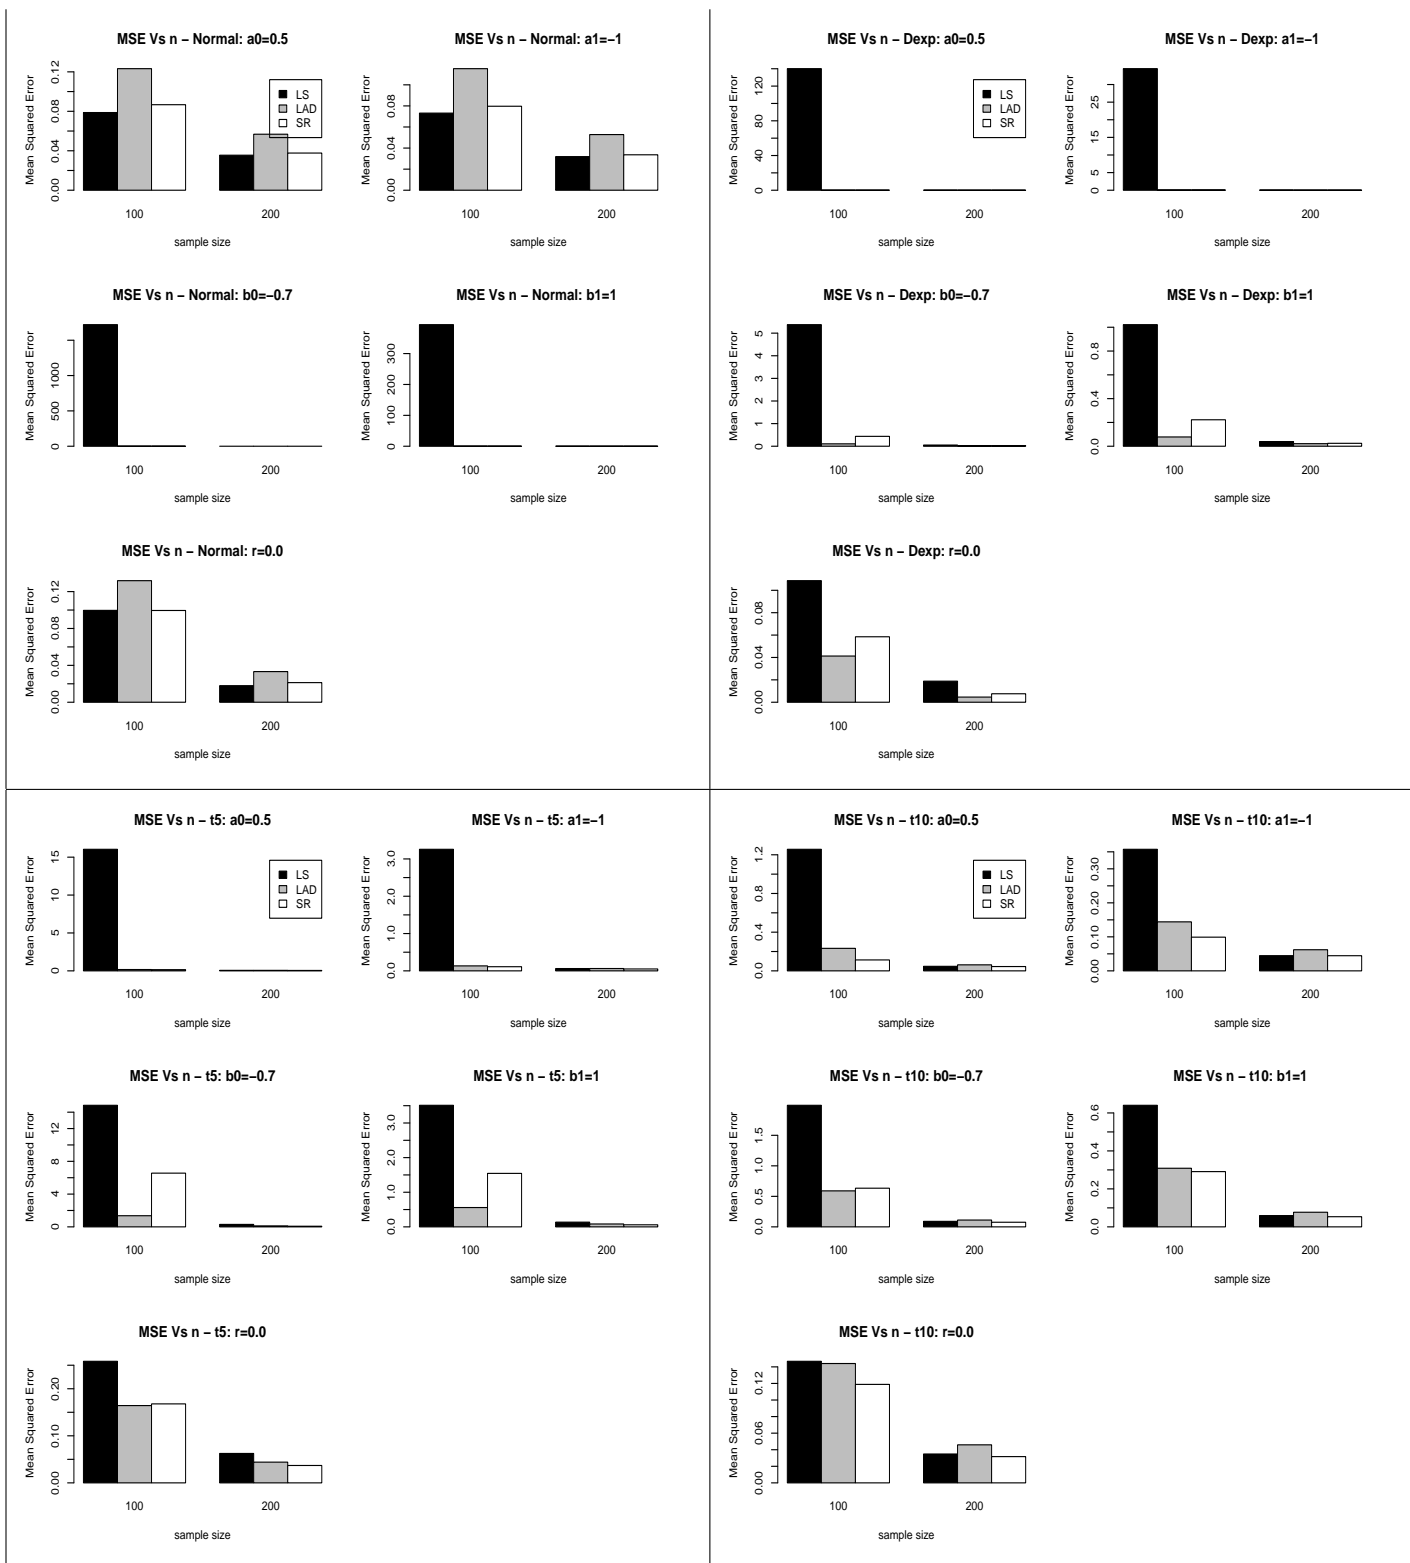 MSE Vs n − Normal: a0=0.5
Mean Squared Error
0.00 0.04 0.08 0.12
LS
LAD
SR
100 200
sample size
MSE Vs n − Normal: a1=−1
Mean Squared Error
0.00 0.04 0.08
100 200
sample size
MSE Vs n − Normal: b0=−0.7
Mean Squared Error
0 500 1000
100 200
sample size
MSE Vs n − Normal: b1=1
Mean Squared Error
0 100 200 300
100 200
sample size
MSE Vs n − Normal: r=0.0
Mean Squared Error
0.00 0.04 0.08 0.12
100 200
sample size
MSE Vs n − Dexp: a0=0.5
Mean Squared Error
0 40 80 120
LS
LAD
SR
100 200
sample size
MSE Vs n − Dexp: a1=−1
Mean Squared Error
0 5 15 25
100 200
sample size
MSE Vs n − Dexp: b0=−0.7
Mean Squared Error
0 1 2 3 4 5
100 200
sample size
MSE Vs n − Dexp: b1=1
Mean Squared Error
0.0 0.4 0.8
100 200
sample size
MSE Vs n − Dexp: r=0.0
Mean Squared Error
0.00 0.04 0.08
100 200
sample size
MSE Vs n − t5: a0=0.5
Mean Squared Error
0 5 10 15
LS
LAD
SR
100 200
sample size
MSE Vs n − t5: a1=−1
Mean Squared Error
0.0 1.0 2.0 3.0
100 200
sample size
MSE Vs n − t5: b0=−0.7
Mean Squared Error
0 4 8 12
100 200
sample size
MSE Vs n − t5: b1=1
Mean Squared Error
0.0 1.0 2.0 3.0
100 200
sample size
MSE Vs n − t5: r=0.0
Mean Squared Error
0.00 0.10 0.20
100 200
sample size
MSE Vs n − t10: a0=0.5
Mean Squared Error
0.0 0.4 0.8 1.2
LS
LAD
SR
100 200
sample size
MSE Vs n − t10: a1=−1
Mean Squared Error
0.00 0.10 0.20 0.30
100 200
sample size
MSE Vs n − t10: b0=−0.7
Mean Squared Error
0.0 0.5 1.0 1.5
100 200
sample size
MSE Vs n − t10: b1=1
Mean Squared Error
0.0 0.2 0.4 0.6
100 200
sample size
MSE Vs n − t10: r=0.0
Mean Squared Error
0.00 0.06 0.12
100 200
sample size